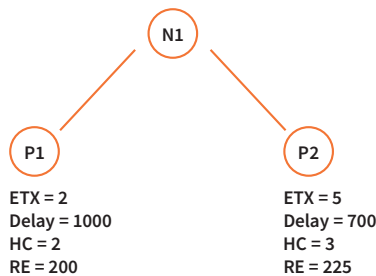 N1
P1
P2
ETX = 2
Delay = 1000
HC = 2
RE = 200
ETX = 5
Delay = 700
HC = 3
RE = 225